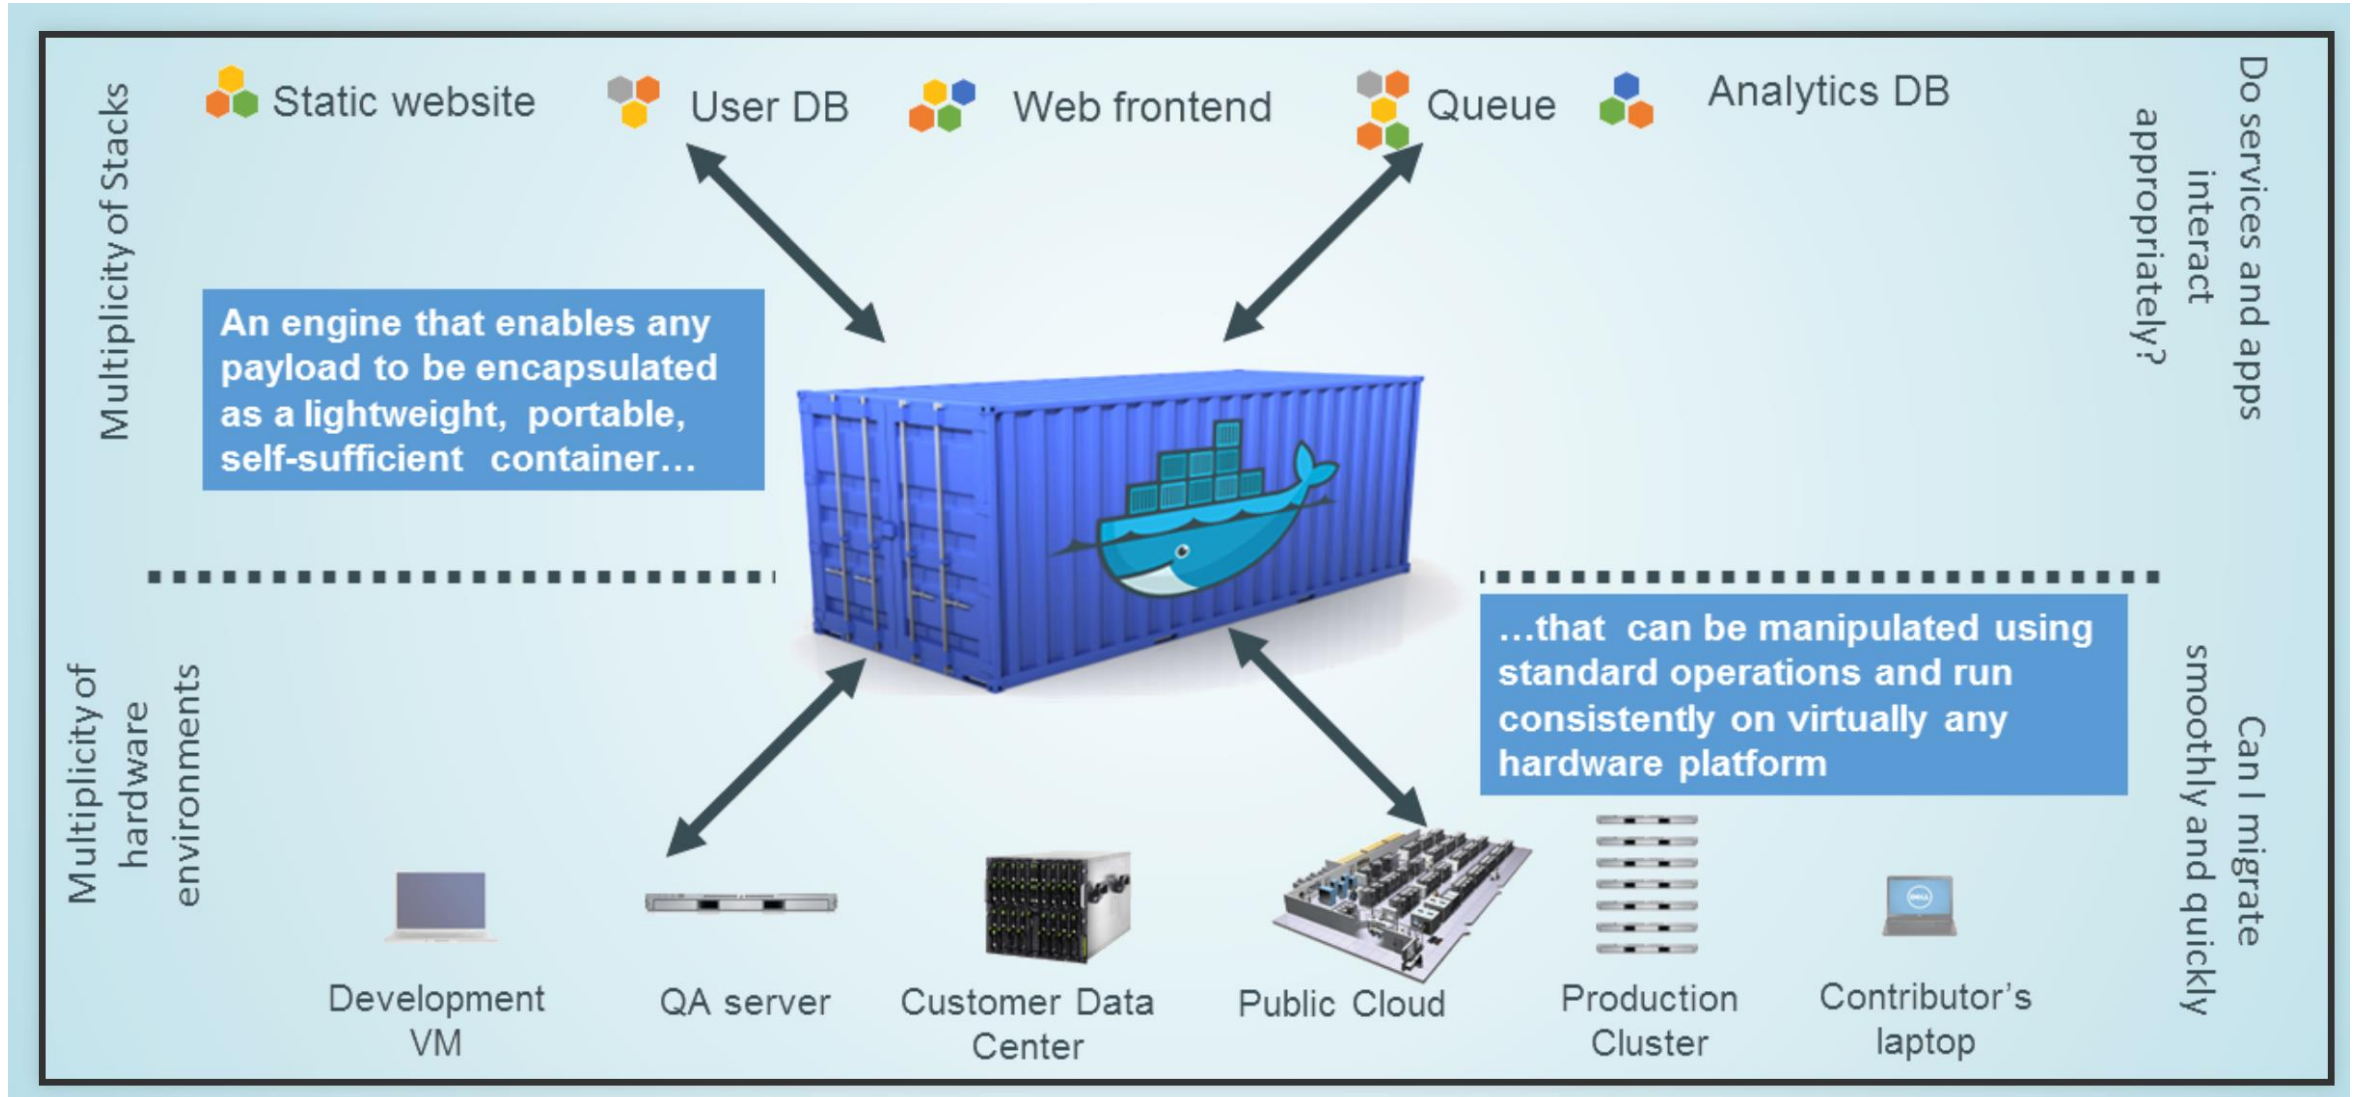 Static website
User DB
Web frontend
Queue
Analytics DB
Multiplicity of Stacks
Do services and apps
interact
appropriately?
An engine that enables any
payload to be encapsulated
as a lightweight, portable,
self-sufficient container...
...that can be manipulated using
standard operations and run
consistently on virtually any
hardware platform
Multiplicity of
hardware
environments
Can I migrate
smoothly and quickly
DELL
Development
VM
QA server
Customer Data
Center
Public Cloud
Production
Cluster
Contributor’s
laptop